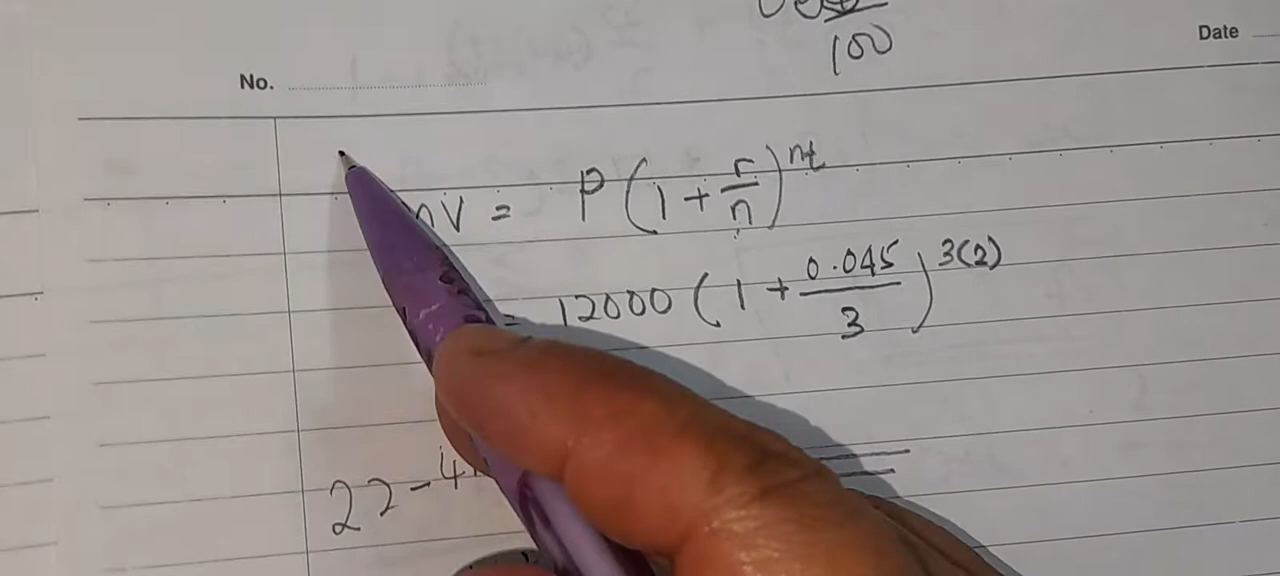 100
No. Date
V = P(1 + r/n)^nt
= 12000 (1 + 0.045/3)^3(2)
22-4